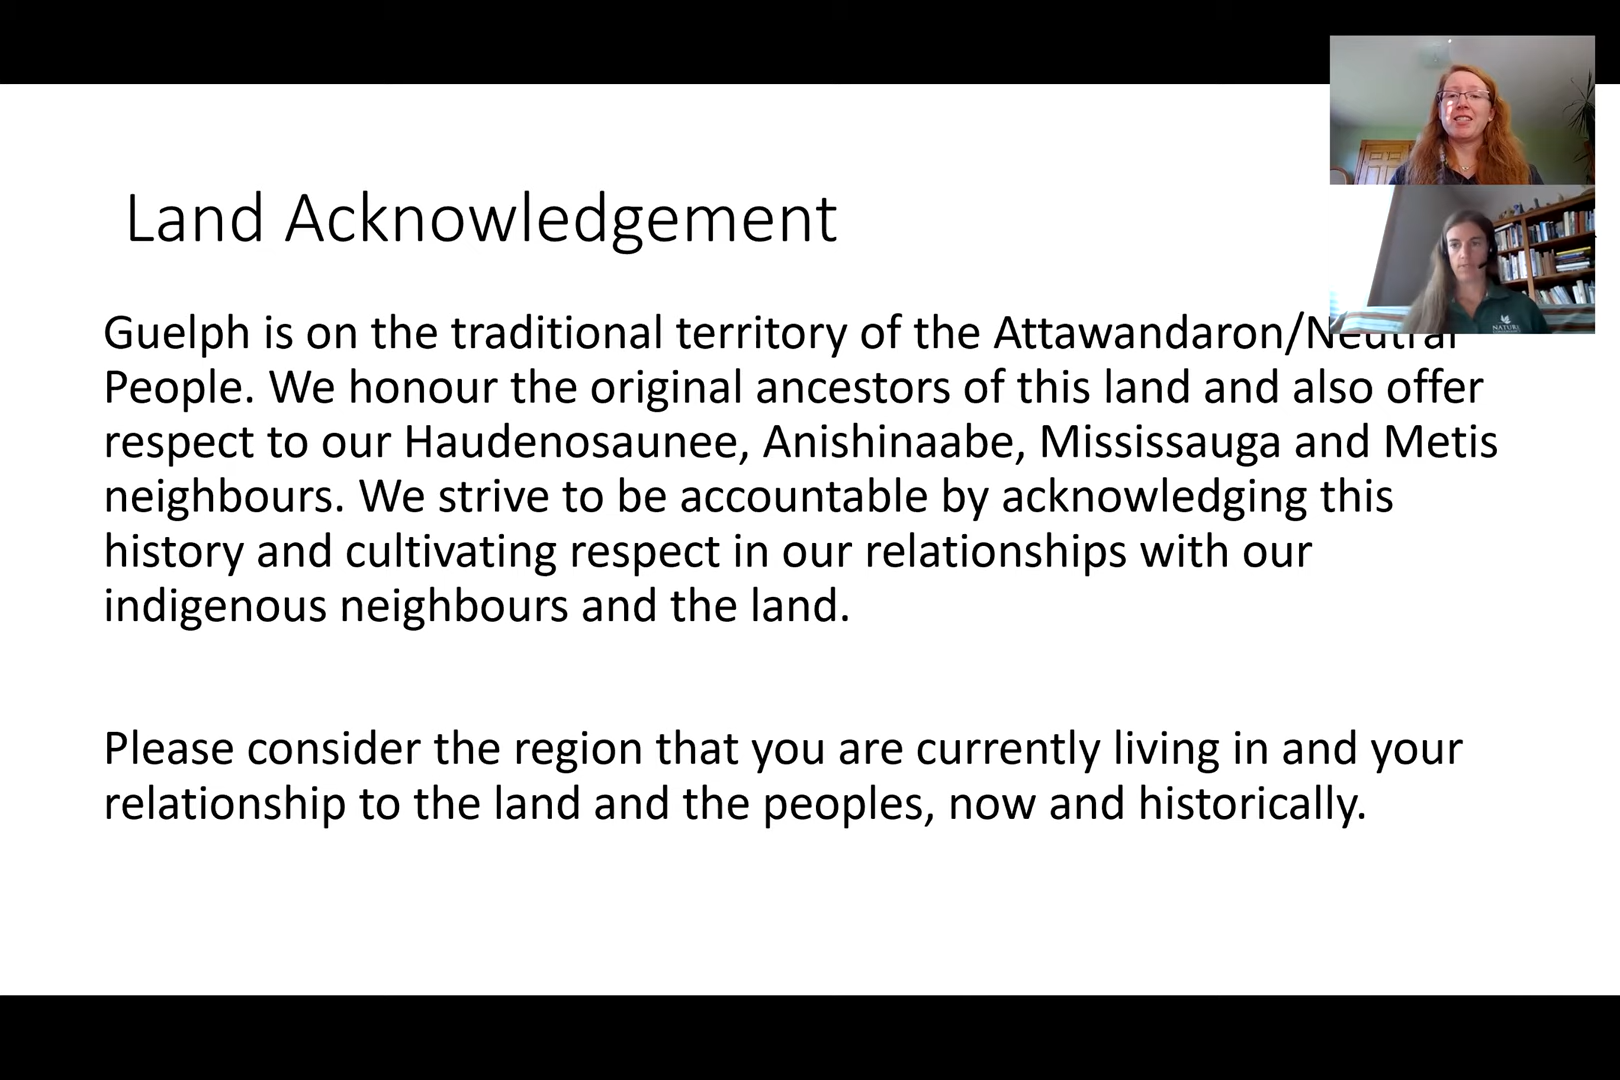 Land Acknowledgement
Guelph is on the traditional territory of the Attawandaron/Neutral
People. We honour the original ancestors of this land and also offer
respect to our Haudenosaunee, Anishinaabe, Mississauga and Metis
neighbours. We strive to be accountable by acknowledging this
history and cultivating respect in our relationships with our
indigenous neighbours and the land.
Please consider the region that you are currently living in and your
relationship to the land and the peoples, now and historically.
NATURE